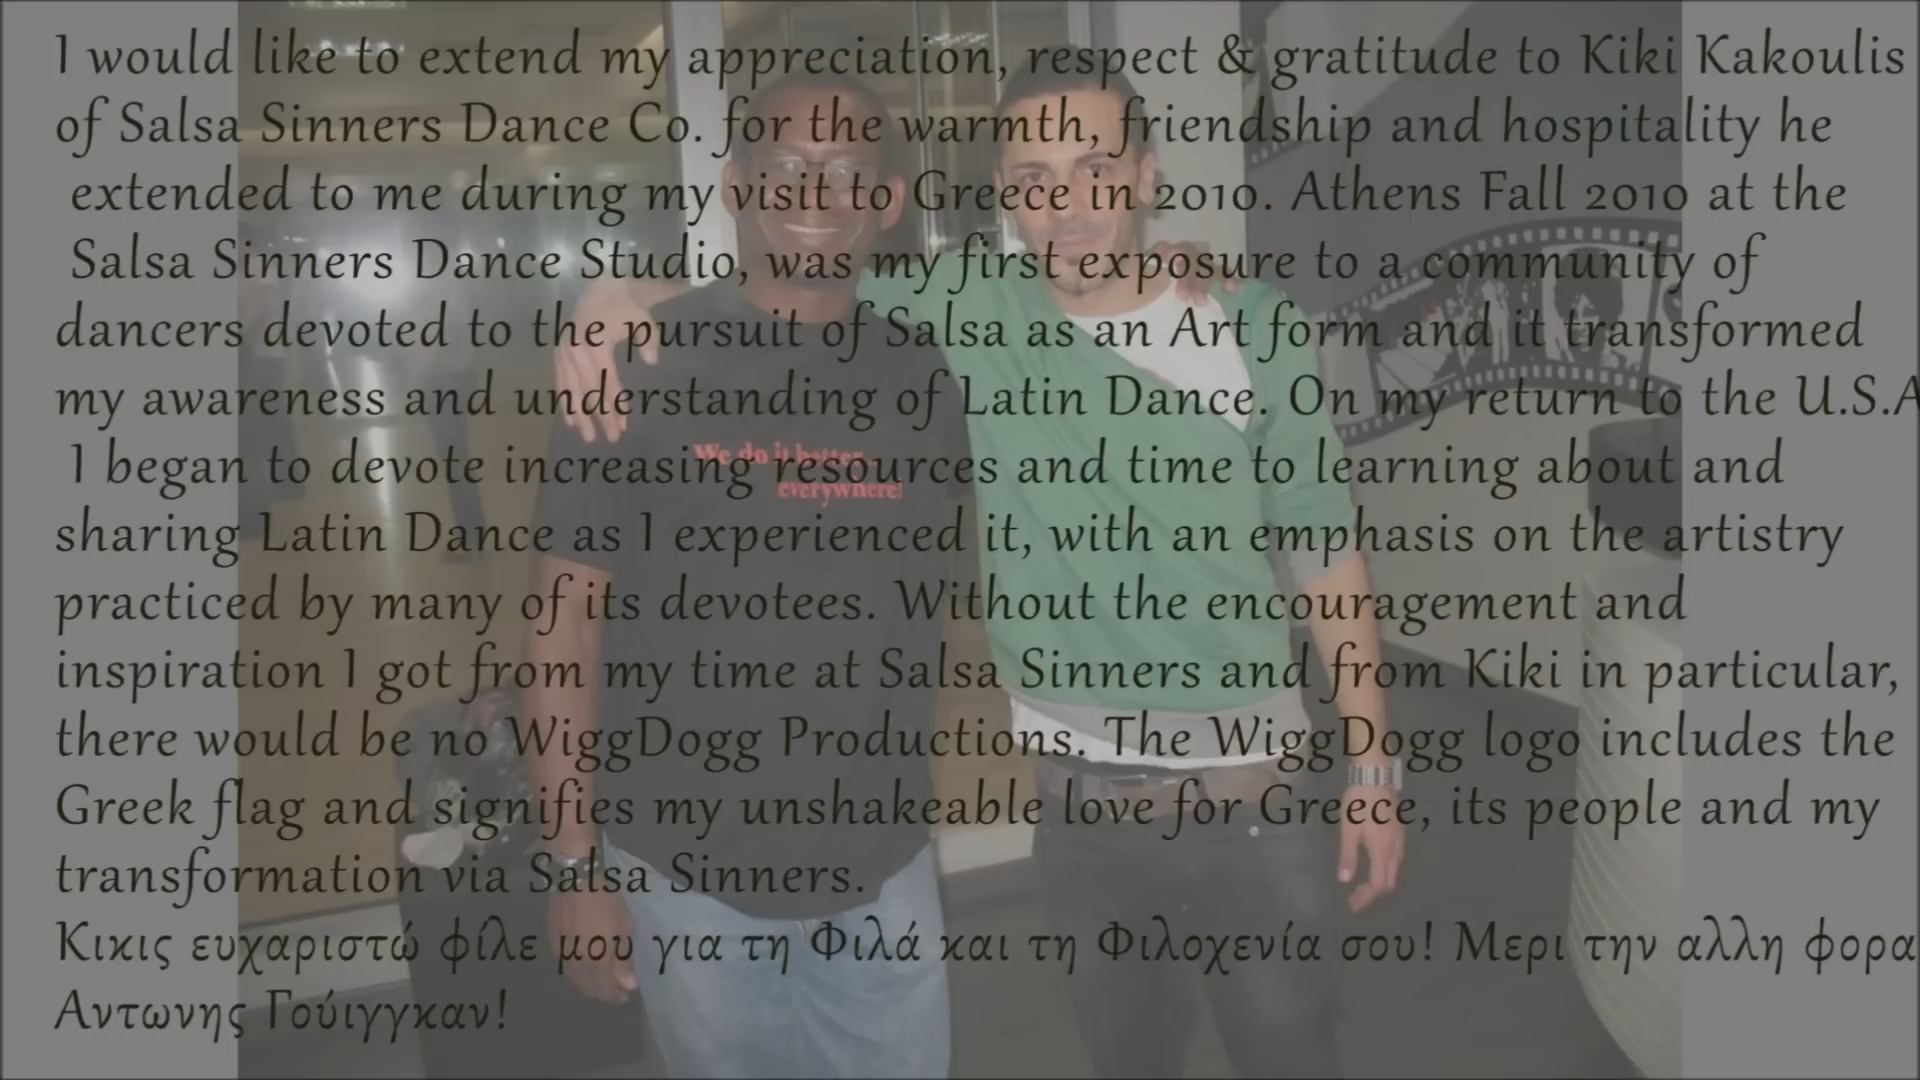 I would like to extend my appreciation, respect & gratitude to Kiki Kakoulis
of Salsa Sinners Dance Co. for the warmth, friendship and hospitality he
extended to me during my visit to Greece in 2010. Athens Fall 2010 at the
Salsa Sinners Dance Studio, was my first exposure to a community of
dancers devoted to the pursuit of Salsa as an Art form and it transformed
my awareness and understanding of Latin Dance. On my return to the U.S.A
I began to devote increasing resources and time to learning about and
sharing Latin Dance as I experienced it, with an emphasis on the artistry
practiced by many of its devotees. Without the encouragement and
inspiration I got from my time at Salsa Sinners and from Kiki in particular,
there would be no WiggDogg Productions. The WiggDogg logo includes the
Greek flag and signifies my unshakeable love for Greece, its people and my
transformation via Salsa Sinners.
Κικις ευχαριστώ φίλε μου για τη Φιλά και τη Φιλοχενία σου! Μερι την αλλη φορα
Αντωνης Γούιγγκαν!
We do it better...
everywhere!